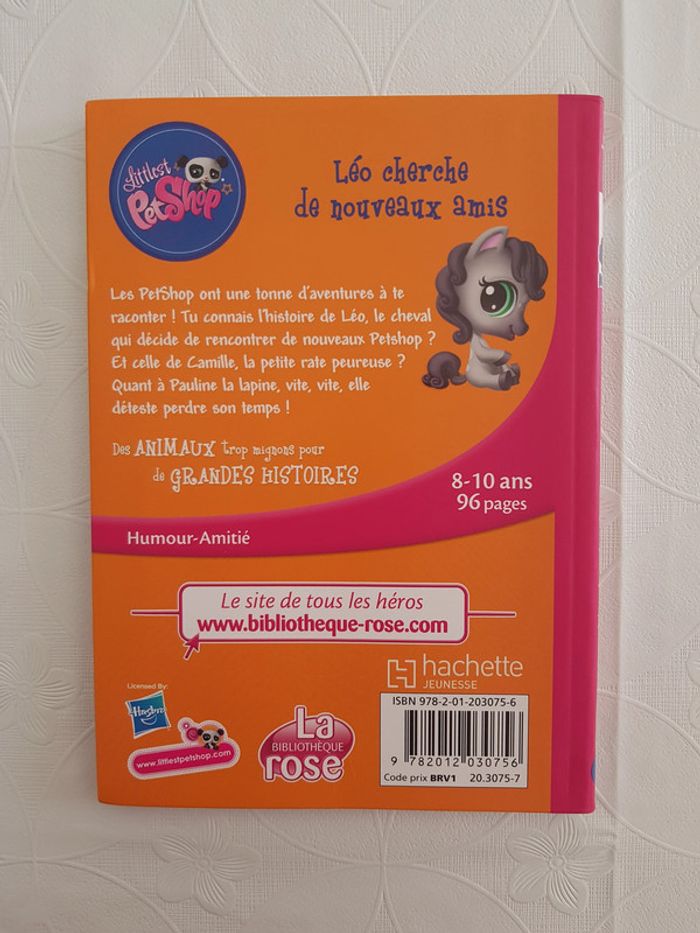 Littlest
PetShop
Léo cherche
de nouveaux amis
Les PetShop ont une tonne d'aventures à te
raconter ! Tu connais l'histoire de Léo, le cheval
qui décide de rencontrer de nouveaux Petshop ?
Et celle de Camille, la petite rate peureuse ?
Quant à Pauline la lapine, vite, vite, elle
déteste perdre son temps !
Des ANIMAUX trop mignons pour
de GRANDES HISTOIRES
8-10 ans
96 pages
Humour-Amitié
Le site de tous les héros
www.bibliotheque-rose.com
hachette
JEUNESSE
Licensed By:
Hasbro
www.littlestpetshop.com
La
BIBLIOTHÈQUE
rose
ISBN 978-2-01-203075-6
9 782012 030756
Code prix BRV1 20.3075-7